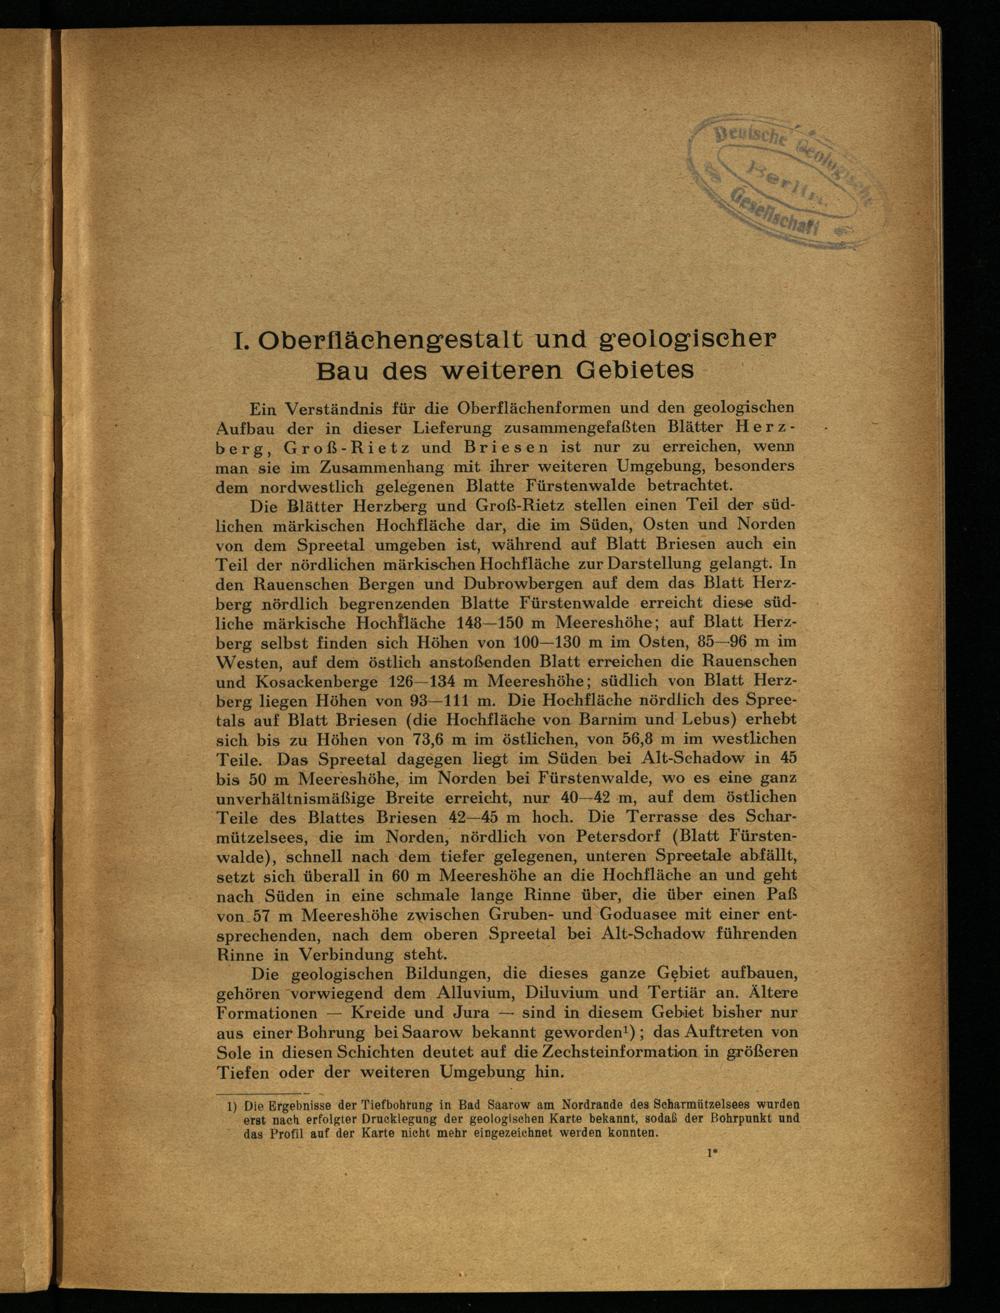 Deutsche Geologische
Berlin.
Gesellschaft
I. Oberflächengestalt und geologischer
Bau des weiteren Gebietes
Ein Verständnis für die Oberflächenformen und den geologischen
Aufbau der in dieser Lieferung zusammengefaßten Blätter Herz-
berg, Groß-Rietz und Briesen ist nur zu erreichen, wenn
man sie im Zusammenhang mit ihrer weiteren Umgebung, besonders
dem nordwestlich gelegenen Blatte Fürstenwalde betrachtet.
Die Blätter Herzberg und Groß-Rietz stellen einen Teil der süd-
lichen märkischen Hochfläche dar, die im Süden, Osten und Norden
von dem Spreetal umgeben ist, während auf Blatt Briesen auch ein
Teil der nördlichen märkischen Hochfläche zur Darstellung gelangt. In
den Rauenschen Bergen und Dubrowbergen auf dem das Blatt Herz-
berg nördlich begrenzenden Blatte Fürstenwalde erreicht diese süd-
liche märkische Hochfläche 148—150 m Meereshöhe; auf Blatt Herz-
berg selbst finden sich Höhen von 100—130 m im Osten, 85—96 m im
Westen, auf dem östlich anstoßenden Blatt erreichen die Rauenschen
und Kosackenberge 126—134 m Meereshöhe; südlich von Blatt Herz-
berg liegen Höhen von 93—111 m. Die Hochfläche nördlich des Spree-
tals auf Blatt Briesen (die Hochfläche von Barnim und Lebus) erhebt
sich bis zu Höhen von 73,6 m im östlichen, von 56,8 m im westlichen
Teile. Das Spreetal dagegen liegt im Süden bei Alt-Schadow in 45
bis 50 m Meereshöhe, im Norden bei Fürstenwalde, wo es eine ganz
unverhältnismäßige Breite erreicht, nur 40—42 m, auf dem östlichen
Teile des Blattes Briesen 42—45 m hoch. Die Terrasse des Schar-
mützelsees, die im Norden, nördlich von Petersdorf (Blatt Fürsten-
walde), schnell nach dem tiefer gelegenen, unteren Spreetale abfällt,
setzt sich überall in 60 m Meereshöhe an die Hochfläche an und geht
nach Süden in eine schmale lange Rinne über, die über einen Paß
von 57 m Meereshöhe zwischen Gruben- und Goduasee mit einer ent-
sprechenden, nach dem oberen Spreetal bei Alt-Schadow führenden
Rinne in Verbindung steht.
Die geologischen Bildungen, die dieses ganze Gebiet aufbauen,
gehören vorwiegend dem Alluvium, Diluvium und Tertiär an. Ältere
Formationen — Kreide und Jura — sind in diesem Gebiet bisher nur
aus einer Bohrung bei Saarow bekannt geworden¹); das Auftreten von
Sole in diesen Schichten deutet auf die Zechsteinformation in größeren
Tiefen oder der weiteren Umgebung hin.
1) Die Ergebnisse der Tiefbohrung in Bad Saarow am Nordrande des Scharmützelsees wurden
erst nach erfolgter Drucklegung der geologischen Karte bekannt, sodaß der Bohrpunkt und
das Profil auf der Karte nicht mehr eingezeichnet werden konnten.
1*